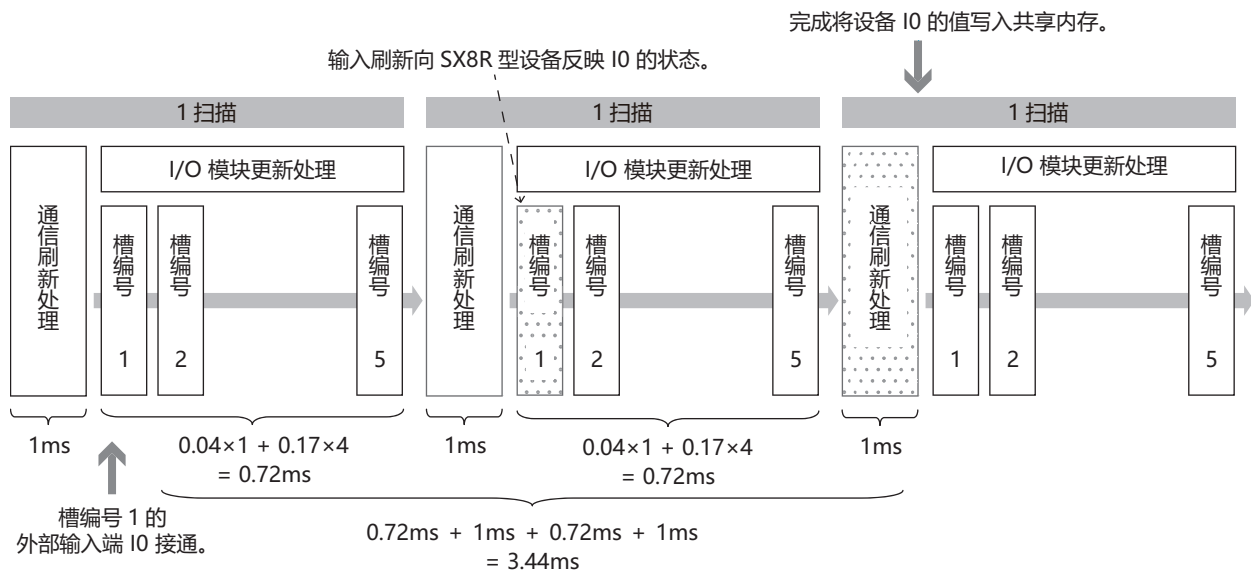 完成将设备 I0 的值写入共享内存。
输入刷新向 SX8R 型设备反映 I0 的状态。
1 扫描
1 扫描
1 扫描
通信刷新处理
I/O 模块更新处理
槽编号 1
槽编号 2
槽编号 5
通信刷新处理
I/O 模块更新处理
槽编号 1
槽编号 2
槽编号 5
通信刷新处理
I/O 模块更新处理
槽编号 1
槽编号 2
槽编号 5
1ms
0.04×1 + 0.17×4
= 0.72ms
1ms
0.04×1 + 0.17×4
= 0.72ms
1ms
槽编号 1 的
外部输入端 I0 接通。
0.72ms + 1ms + 0.72ms + 1ms
= 3.44ms